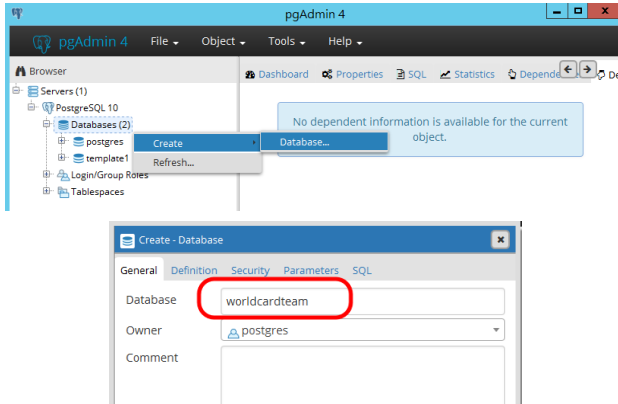 pgAdmin 4
pgAdmin 4 File Object Tools Help
Browser
Dashboard Properties SQL Statistics Depende De
Servers (1)
PostgreSQL 10
Databases (2)
postgres
template1
Login/Group Roles
Tablespaces
Create
Refresh...
Database...
No dependent information is available for the current
object.
Create - Database
General Definition Security Parameters SQL
Database worldcardteam
Owner postgres
Comment